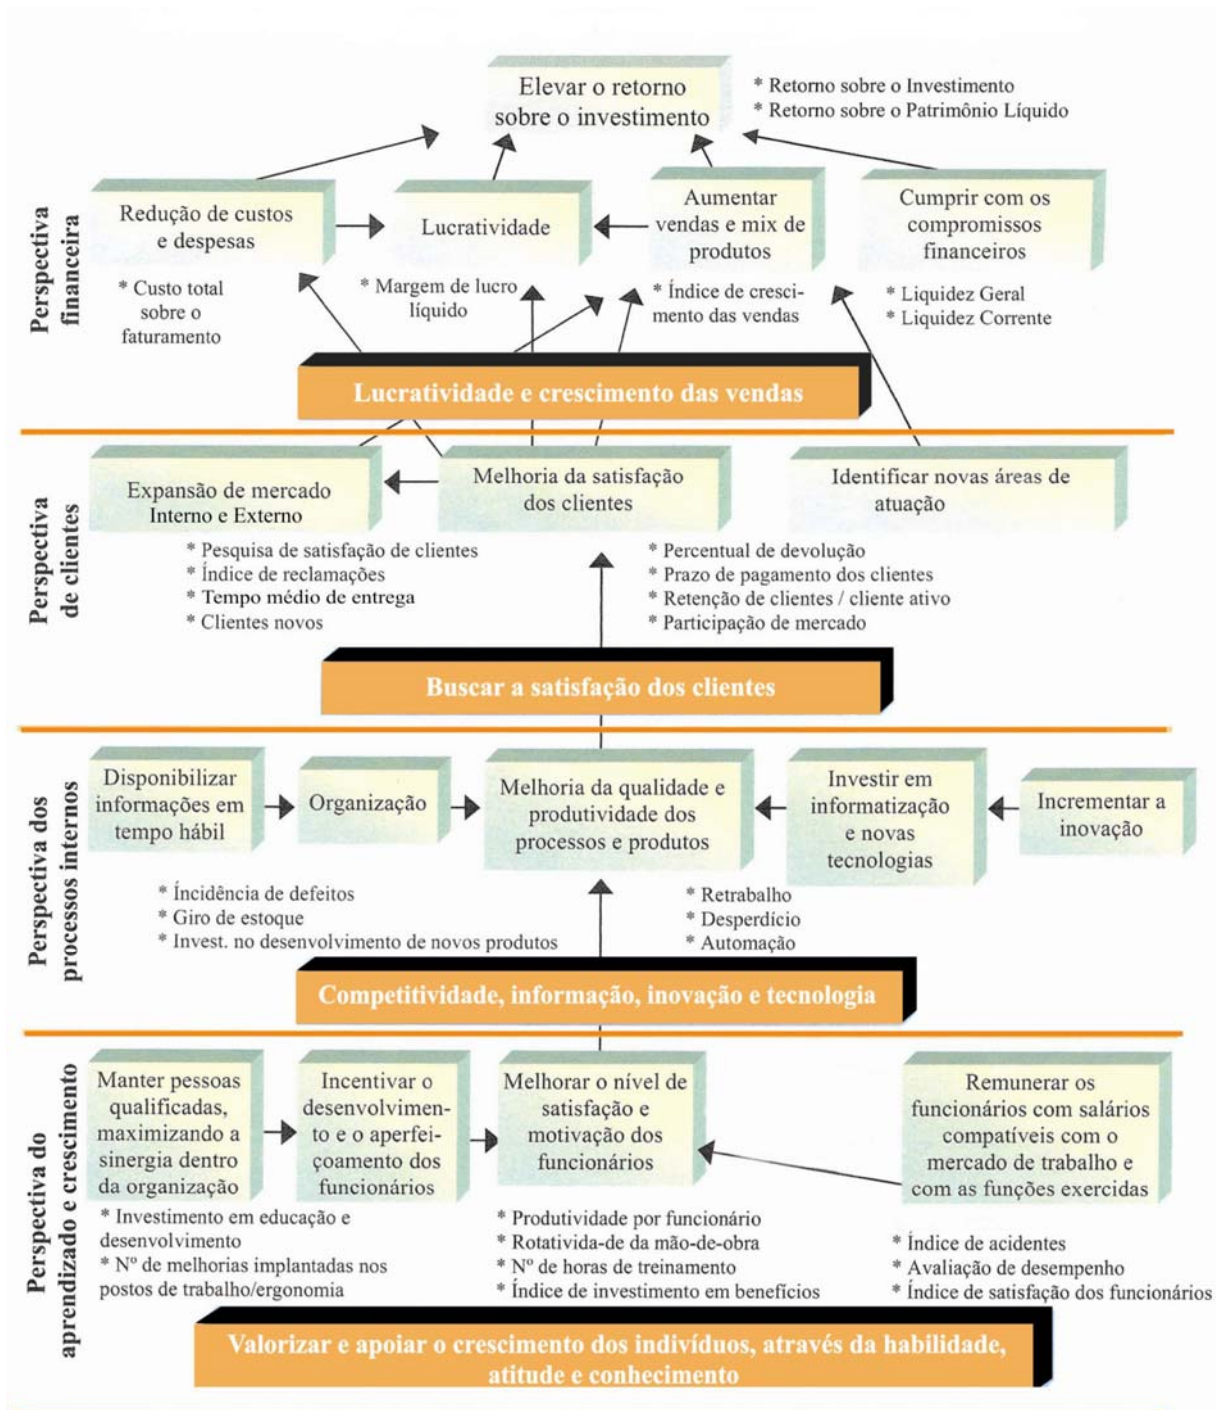 Elevar o retorno
sobre o investimento
* Retorno sobre o Investimento
* Retorno sobre o Patrimônio Líquido
Perspectiva
financeira
Redução de custos
e despesas
* Custo total
sobre o
faturamento
Lucratividade
* Margem de lucro
líquido
Aumentar
vendas e mix de
produtos
* Índice de cresci-
mento das vendas
Cumprir com os
compromissos
financeiros
* Liquidez Geral
* Liquidez Corrente
Lucratividade e crescimento das vendas
Perspectiva
de clientes
Expansão de mercado
Interno e Externo
Melhoria da satisfação
dos clientes
Identificar novas áreas de
atuação
* Pesquisa de satisfação de clientes
* Índice de reclamações
* Tempo médio de entrega
* Clientes novos
* Percentual de devolução
* Prazo de pagamento dos clientes
* Retenção de clientes / cliente ativo
* Participação de mercado
Buscar a satisfação dos clientes
Perspectiva dos
processos internos
Disponibilizar
informações em
tempo hábil
Organização
Melhoria da qualidade e
produtividade dos
processos e produtos
Investir em
informatização
e novas
tecnologias
Incrementar a
inovação
* Íncidência de defeitos
* Giro de estoque
* Invest. no desenvolvimento de novos produtos
* Retrabalho
* Desperdício
* Automação
Competitividade, informação, inovação e tecnologia
Perspectiva do
aprendizado e crescimento
Manter pessoas
qualificadas,
maximizando a
sinergia dentro
da organização
Incentivar o
desenvolvimen-
to e o aperfei-
çoamento dos
funcionários
Melhorar o nível de
satisfação e
motivação dos
funcionários
Remunerar os
funcionários com salários
compatíveis com o
mercado de trabalho e
com as funções exercidas
* Investimento em educação e
desenvolvimento
* Nº de melhorias implantadas nos
postos de trabalho/ergonomia
* Produtividade por funcionário
* Rotativida-de da mão-de-obra
* Nº de horas de treinamento
* Índice de investimento em benefícios
* Índice de acidentes
* Avaliação de desempenho
* Índice de satisfação dos funcionários
Valorizar e apoiar o crescimento dos indivíduos, através da habilidade,
atitude e conhecimento